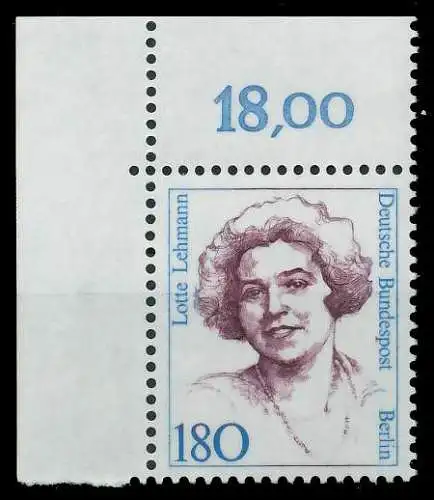 18,00
Lotte Lehmann
Deutsche Bundespost Berlin
180